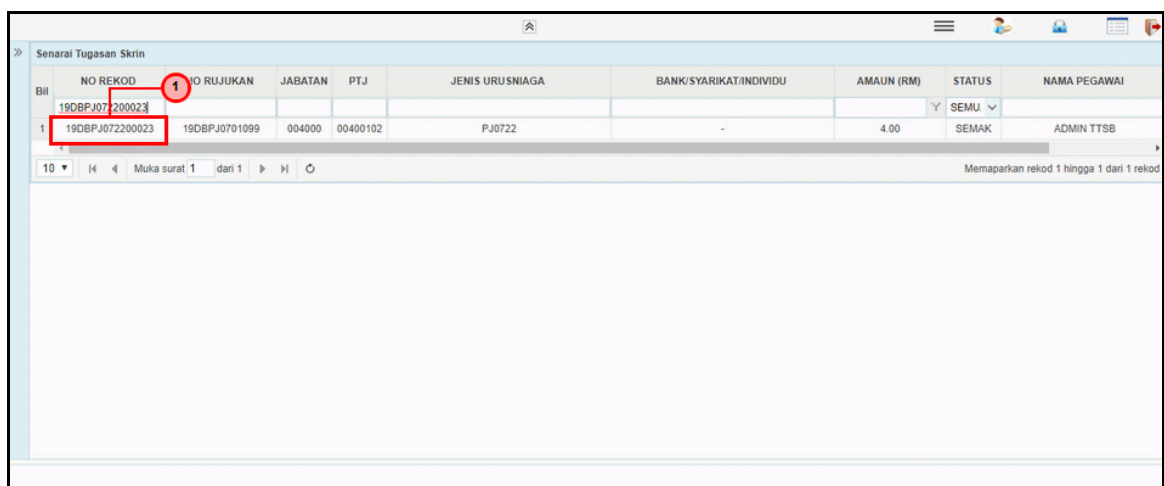 Senarai Tugasan Skrin
Bil NO REKOD NO RUJUKAN JABATAN PTJ JENIS URUSNIAGA BANK/SYARIKAT/INDIVIDU AMAUN (RM) STATUS NAMA PEGAWAI
1
19DBPJ072200023 SEMU.
1 19DBPJ072200023 19DBPJ0701099 004000 00400102 PJ0722 - 4.00 SEMAK ADMIN TTSB
10 Muka surat 1 dari 1 Memaparkan rekod 1 hingga 1 dari 1 rekod